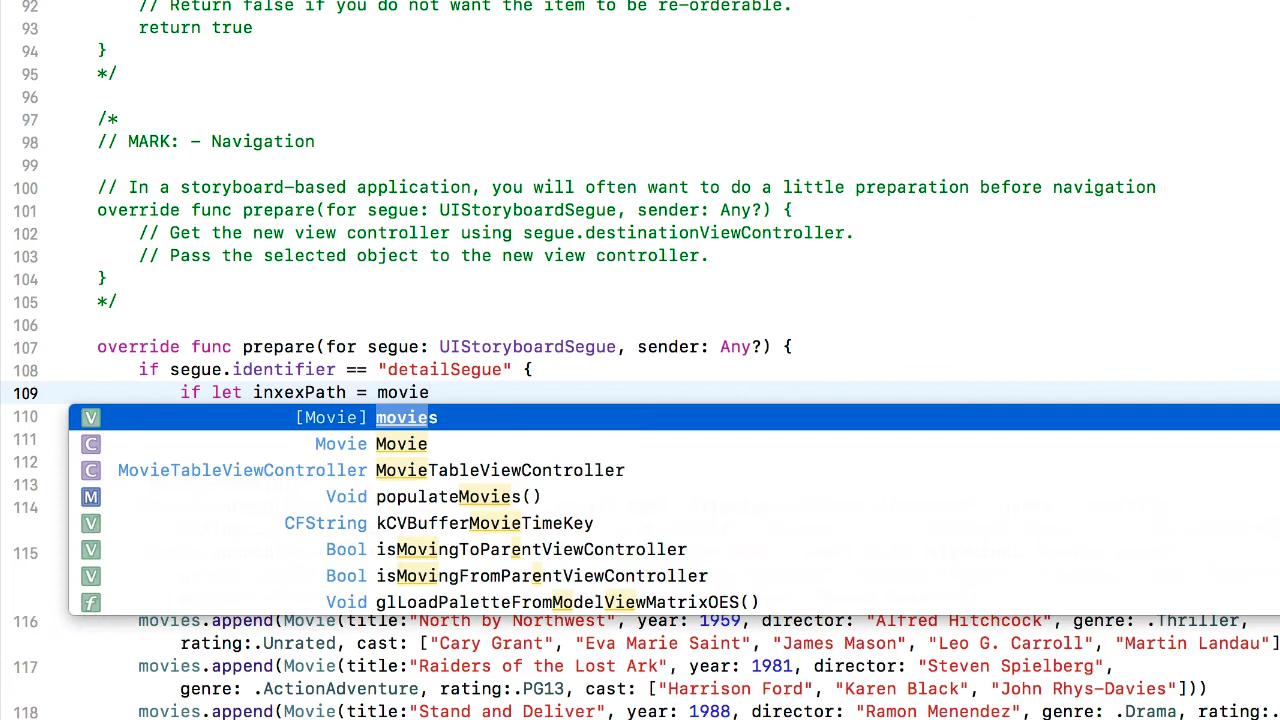 92 // Return false if you do not want the item to be re-orderable.
93 return true
94 }
95 */
96
97 /*
98 // MARK: - Navigation
99
100 // In a storyboard-based application, you will often want to do a little preparation before navigation
101 override func prepare(for segue: UIStoryboardSegue, sender: Any?) {
102 // Get the new view controller using segue.destinationViewController.
103 // Pass the selected object to the new view controller.
104 }
105 */
106
107 override func prepare(for segue: UIStoryboardSegue, sender: Any?) {
108 if segue.identifier == "detailSegue" {
109 if let inxexPath = movie
110 V [Movie] movies
111 C Movie Movie
112 C MovieTableViewController MovieTableViewController
113 M Void populateMovies()
114 V CFString kCVBufferMovieTimeKey
115 V Bool isMovingToParentViewController
V Bool isMovingFromParentViewController
f Void glLoadPaletteFromModelViewMatrixOES()
116 movies.append(Movie(title:"North by Northwest", year: 1959, director: "Alfred Hitchcock", genre: .Thriller,
rating:.Unrated, cast: ["Cary Grant", "Eva Marie Saint", "James Mason", "Leo G. Carroll", "Martin Landau"]
117 movies.append(Movie(title:"Raiders of the Lost Ark", year: 1981, director: "Steven Spielberg",
genre: .ActionAdventure, rating:.PG13, cast: ["Harrison Ford", "Karen Black", "John Rhys-Davies"]))
118 movies.append(Movie(title:"Stand and Deliver", year: 1988, director: "Ramon Menendez", genre: .Drama, rating:.